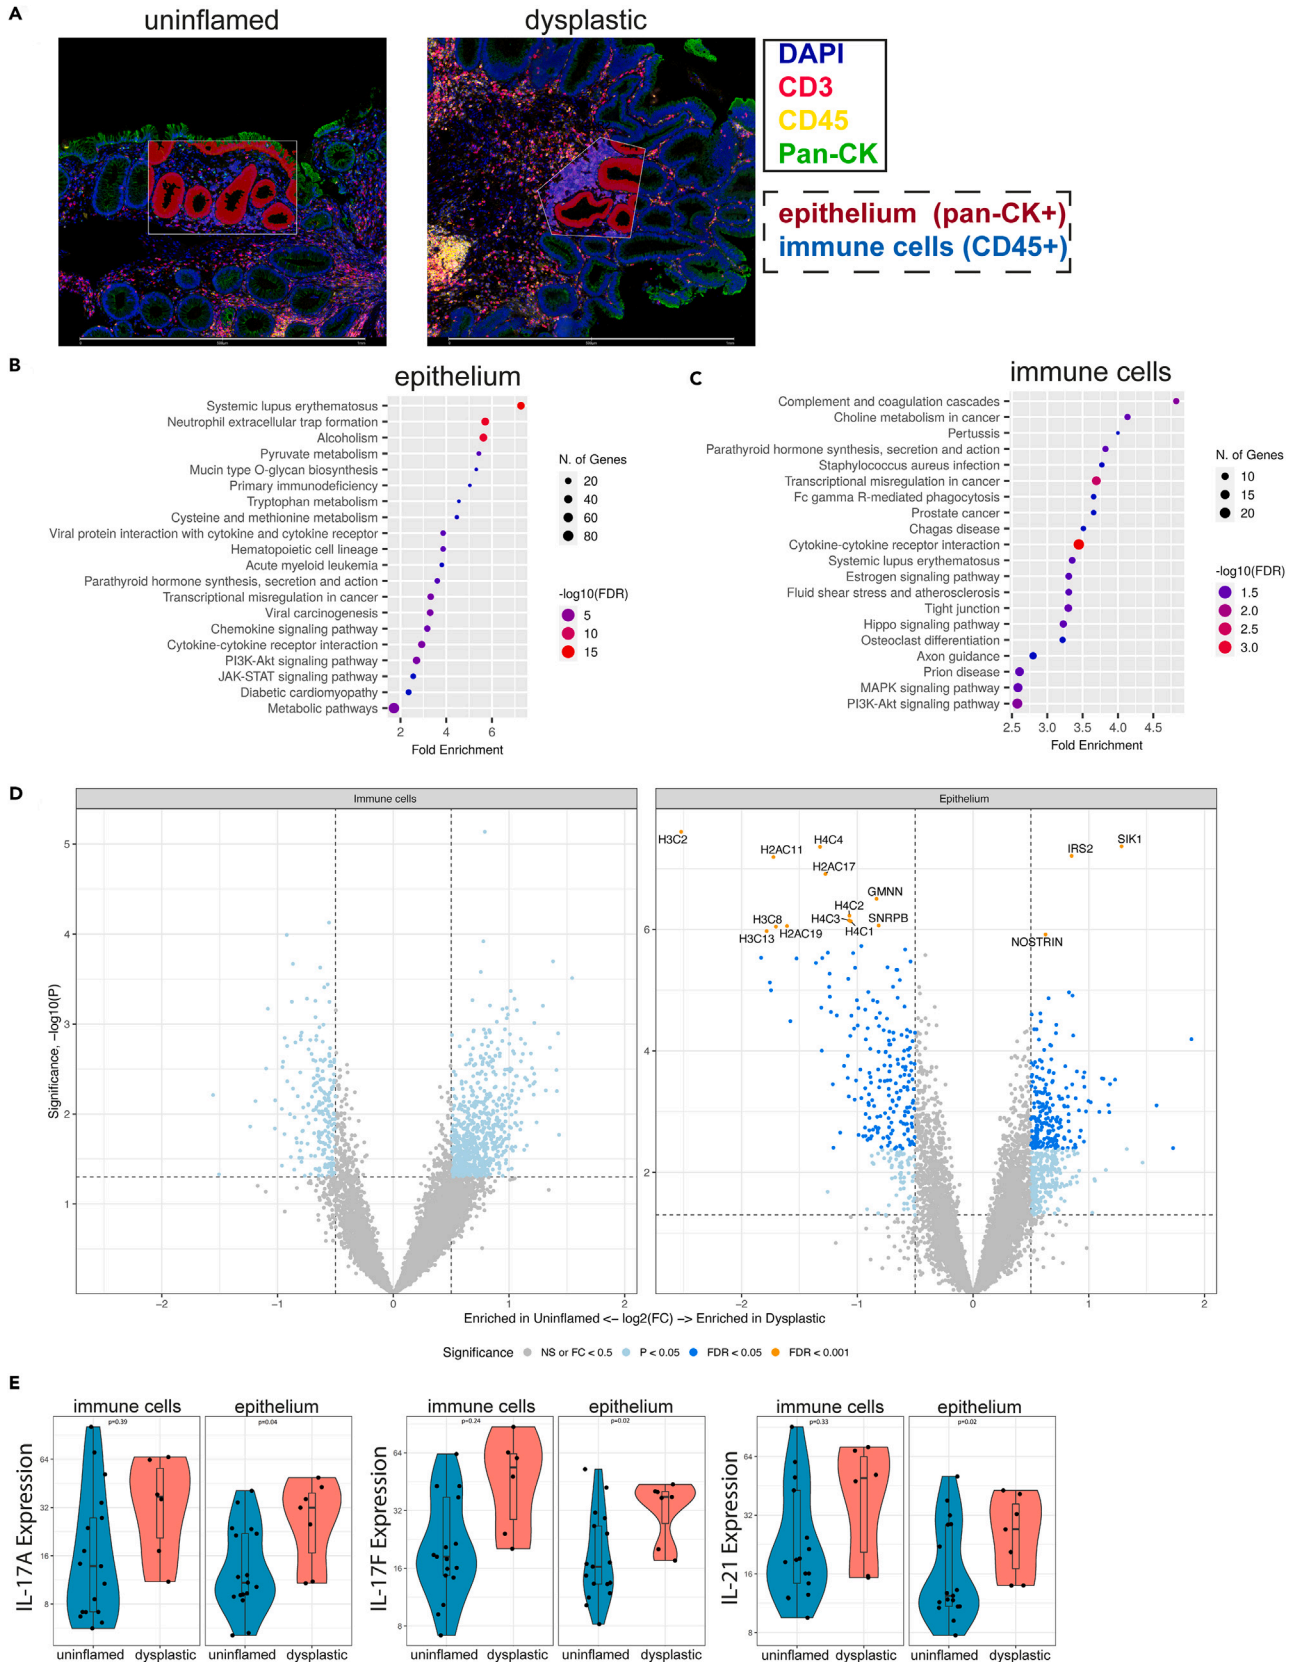 A
uninflamed
dysplastic
DAPI
CD3
CD45
Pan-CK
epithelium (pan-CK+)
immune cells (CD45+)
B
epithelium
Systemic lupus erythematosus
Neutrophil extracellular trap formation
Alcoholism
Pyruvate metabolism
Mucin type O-glycan biosynthesis
Primary immunodeficiency
Tryptophan metabolism
Cysteine and methionine metabolism
Viral protein interaction with cytokine and cytokine receptor
Hematopoietic cell lineage
Acute myeloid leukemia
Parathyroid hormone synthesis, secretion and action
Transcriptional misregulation in cancer
Viral carcinogenesis
Chemokine signaling pathway
Cytokine-cytokine receptor interaction
PI3K-Akt signaling pathway
JAK-STAT signaling pathway
Diabetic cardiomyopathy
Metabolic pathways
2 4 6
Fold Enrichment
N. of Genes
20
40
60
80
-log10(FDR)
5
10
15
C
immune cells
Complement and coagulation cascades
Choline metabolism in cancer
Pertussis
Parathyroid hormone synthesis, secretion and action
Staphylococcus aureus infection
Transcriptional misregulation in cancer
Fc gamma R-mediated phagocytosis
Prostate cancer
Chagas disease
Cytokine-cytokine receptor interaction
Systemic lupus erythematosus
Estrogen signaling pathway
Fluid shear stress and atherosclerosis
Tight junction
Hippo signaling pathway
Osteoclast differentiation
Axon guidance
Prion disease
MAPK signaling pathway
PI3K-Akt signaling pathway
2.5 3.0 3.5 4.0 4.5
Fold Enrichment
N. of Genes
10
15
20
-log10(FDR)
1.5
2.0
2.5
3.0
D
Immune cells
Epithelium
Significance, −log10(P)
5
4
3
2
1
−2 −1 0 1 2
H3C2
H2AC11
H4C4
H2AC17
GMNN
H4C2
H4C3
SNRPB
H3C8
H4C1
H2AC19
H3C13
IRS2
SIK1
NOSTRIN
6
4
2
−2 −1 0 1 2
Enriched in Uninflamed <− log2(FC) −> Enriched in Dysplastic
Significance NS or FC < 0.5 P < 0.05 FDR < 0.05 FDR < 0.001
E
immune cells
p=0.39
epithelium
p=0.04
IL-17A Expression
64
32
16
8
uninflamed dysplastic
uninflamed dysplastic
immune cells
p=0.24
epithelium
p=0.02
IL-17F Expression
64
32
16
8
uninflamed dysplastic
uninflamed dysplastic
immune cells
p=0.33
epithelium
p=0.02
IL-21 Expression
64
32
16
8
uninflamed dysplastic
uninflamed dysplastic